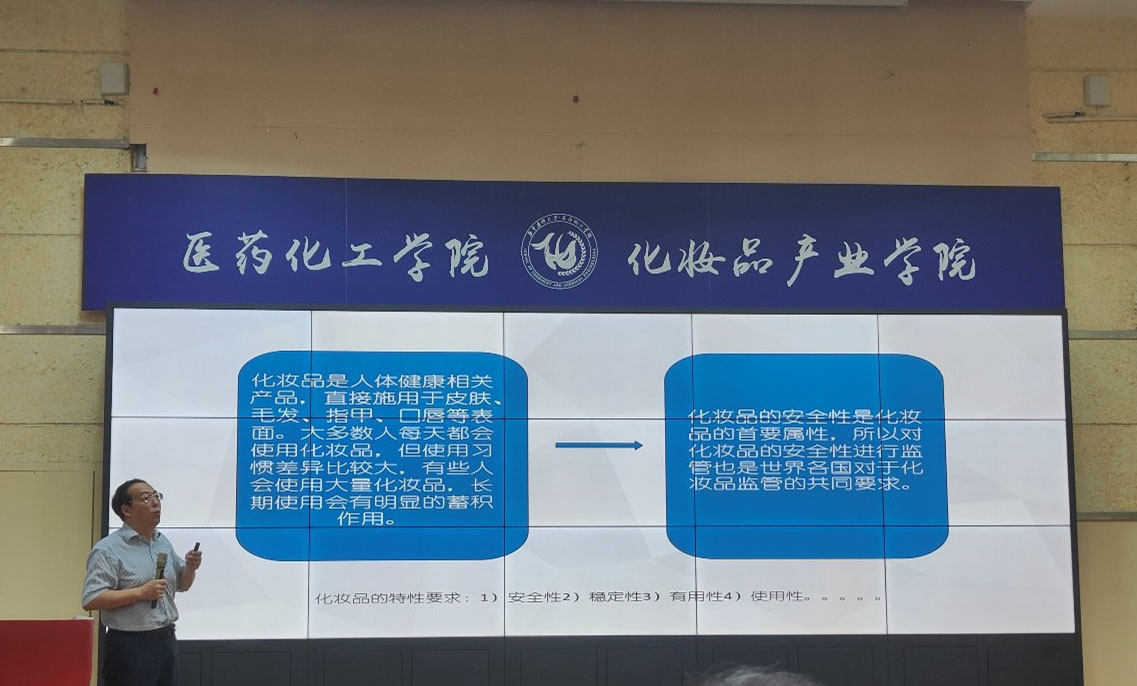 医药化工学院
化妆品产业学院
化妆品是人体健康相关
产品，直接施用于皮肤、
毛发、指甲、口唇等表
面。大多数人每天都会
使用化妆品，但使用习
惯差异比较大，有些人
会使用大量化妆品，长
期使用会有明显的蓄积
作用。
化妆品的安全性是化妆
品的首要属性，所以对
化妆品的安全性进行监
管也是世界各国对于化
妆品监管的共同要求。
化妆品的特性要求：1）安全性2）稳定性3）有用性4）使用性。。。。。